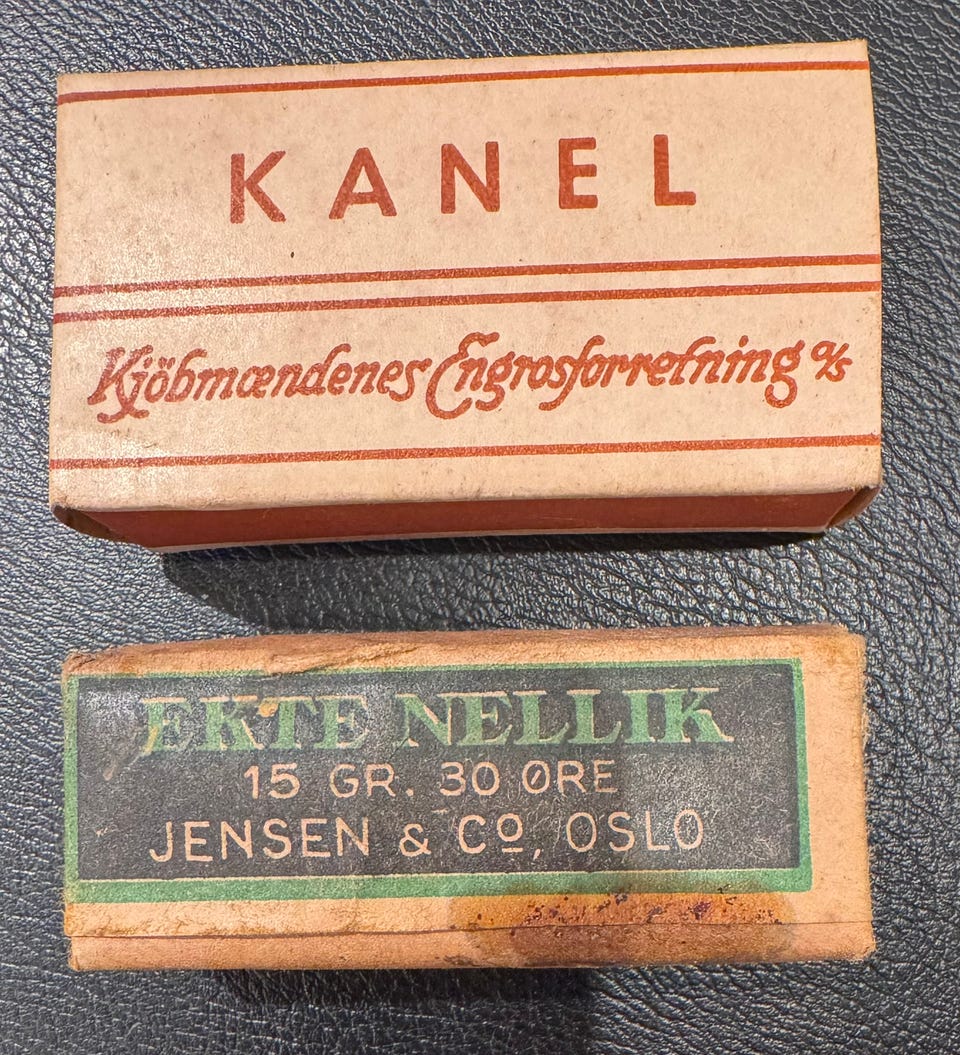 KANEL
Kjöbmændenes Engrosforretning A/S
EKTE NELLIK
15 GR. 30 ØRE
JENSEN & Cº, OSLO